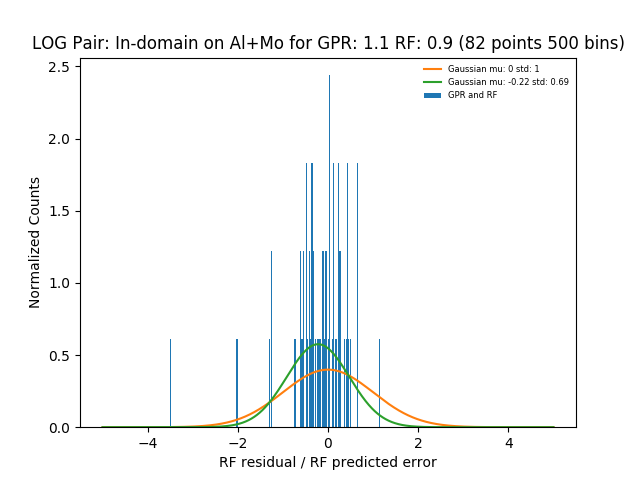 LOG Pair: In-domain on Al+Mo for GPR: 1.1 RF: 0.9 (82 points 500 bins)
Gaussian mu: 0 std: 1
Gaussian mu: -0.22 std: 0.69
GPR and RF
Normalized Counts
2.5
2.0
1.5
1.0
0.5
0.0
−4 −2 0 2 4
RF residual / RF predicted error